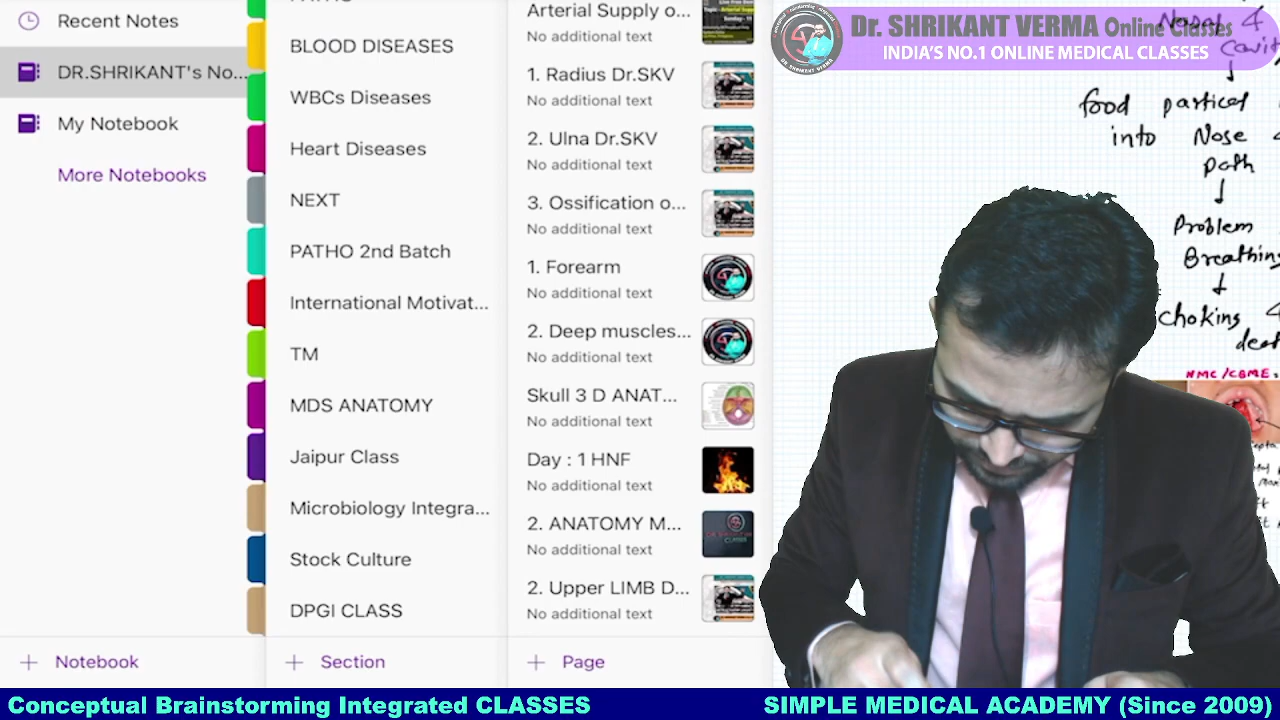 Recent Notes
DR.SHRIKANT's No...
My Notebook
More Notebooks
BLOOD DISEASES
WBCs Diseases
Heart Diseases
NEXT
PATHO 2nd Batch
International Motivat...
TM
MDS ANATOMY
Jaipur Class
Microbiology Integra...
Stock Culture
DPGI CLASS
Arterial Supply o...
1. Radius Dr.SKV
No additional text
2. Ulna Dr.SKV
No additional text
3. Ossification o...
No additional text
1. Forearm
No additional text
2. Deep muscles...
No additional text
Skull 3 D ANAT...
No additional text
Day : 1 HNF
No additional text
2. ANATOMY M...
No additional text
2. Upper LIMB D...
No additional text
+ Notebook
+ Section
+ Page
Dr. SHRIKANT VERMA Online Classes
INDIA'S NO.1 ONLINE MEDICAL CLASSES
food particel
into Nose
path
Problem
Breathing
chokins
deat
NMC/CBME
Conceptual Brainstorming Integrated CLASSES
SIMPLE MEDICAL ACADEMY (Since 2009)